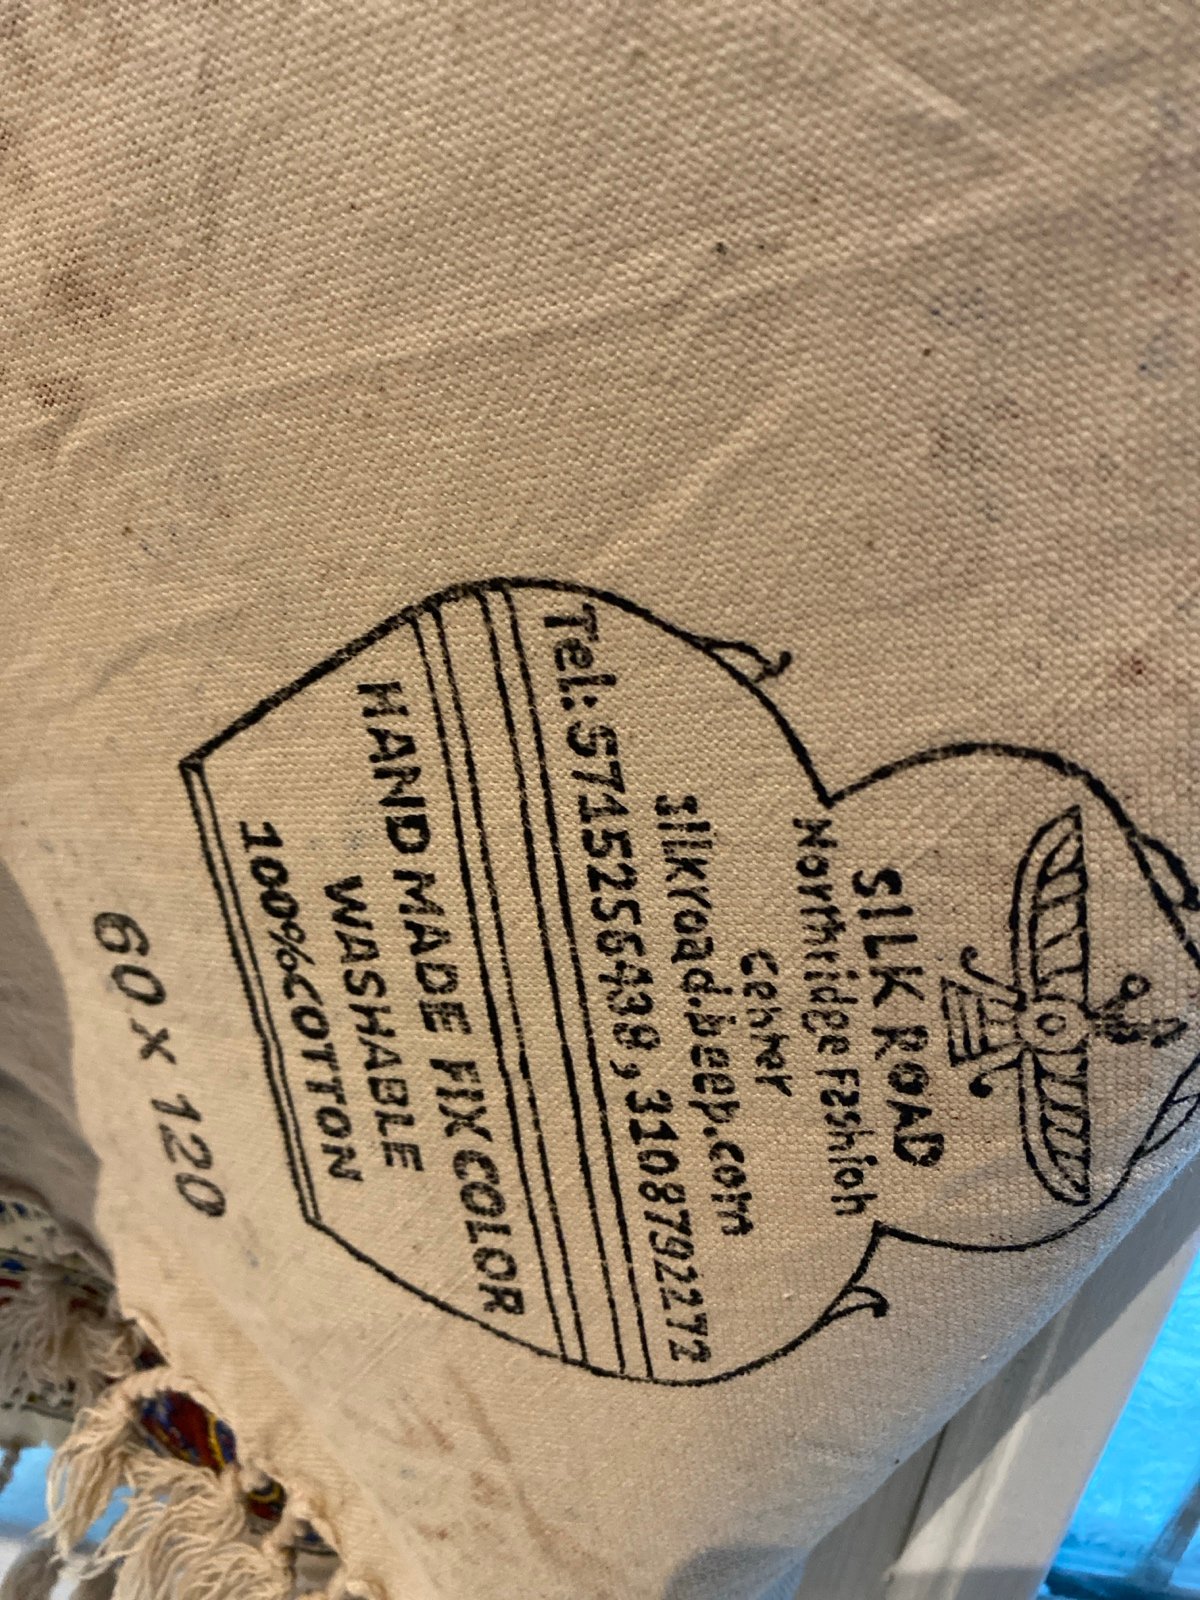 SILK ROAD
Northridge Fashion
Center
silkroad.beep.com
Tel: 5715256438, 3108792272
HAND MADE FIX COLOR
WASHABLE
100% COTTON
60 x 120